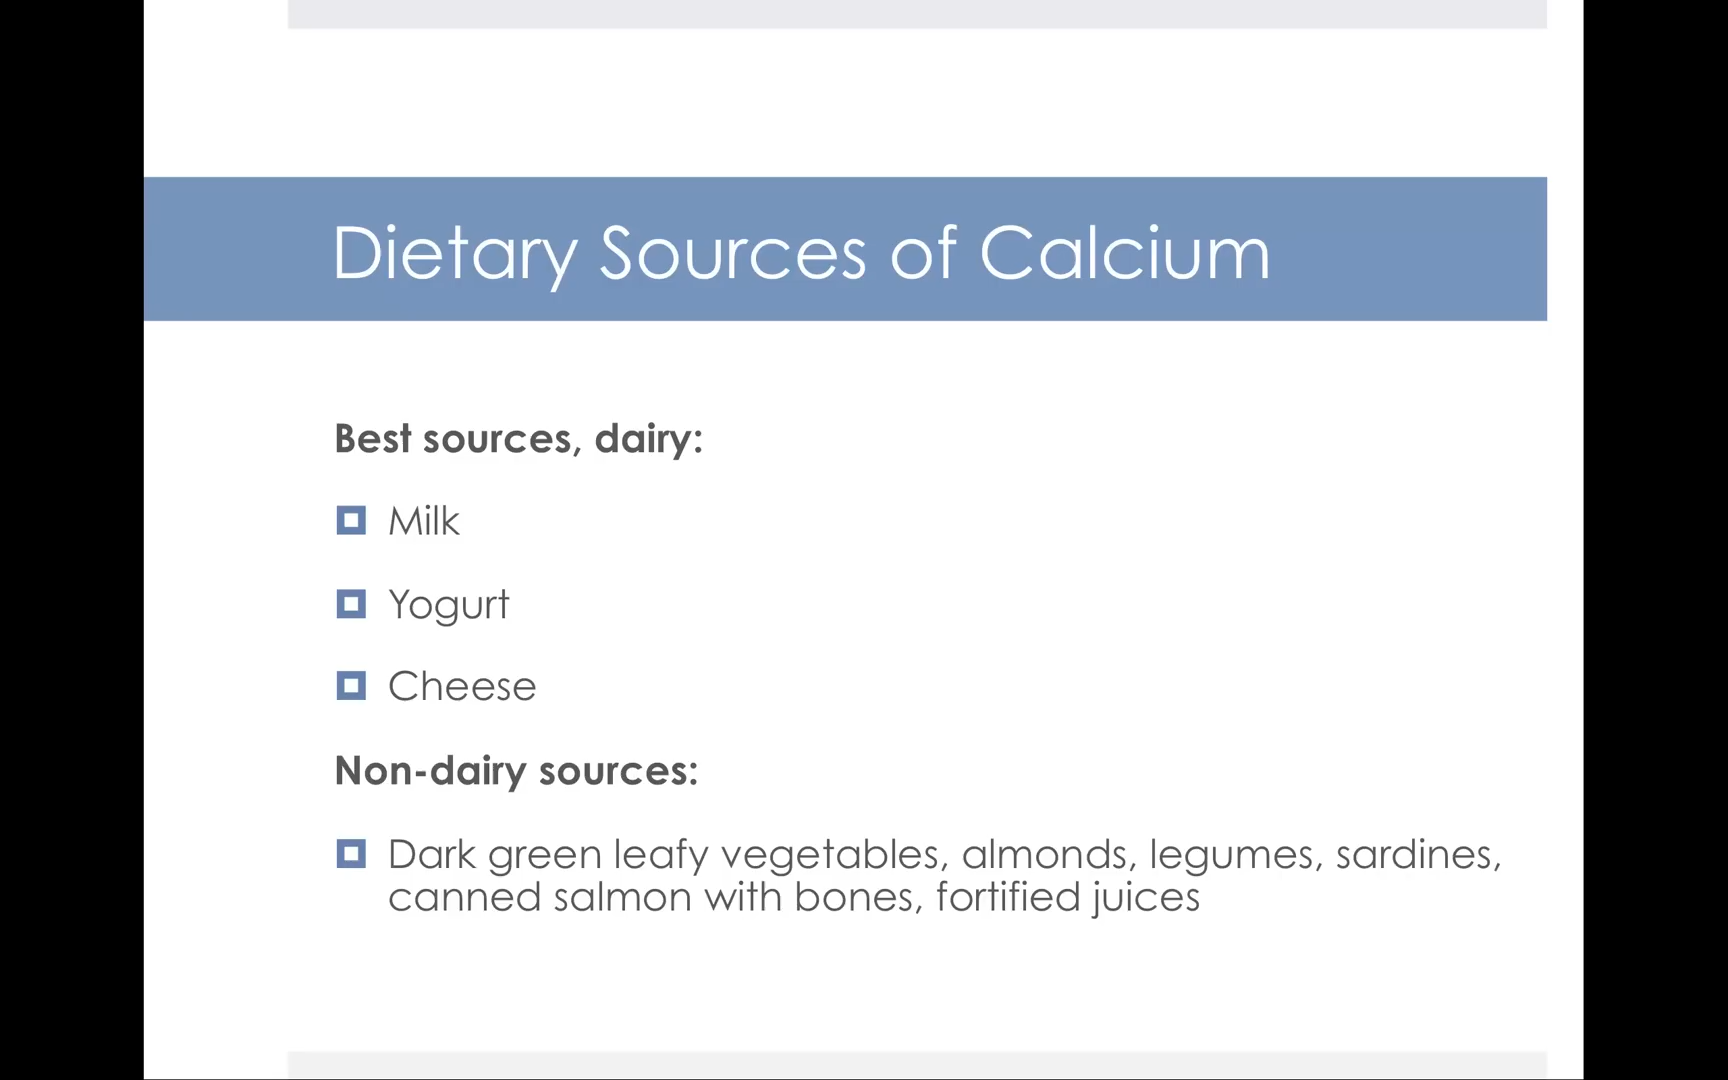 Dietary Sources of Calcium
Best sources, dairy:
Milk
Yogurt
Cheese
Non-dairy sources:
Dark green leafy vegetables, almonds, legumes, sardines,
canned salmon with bones, fortified juices